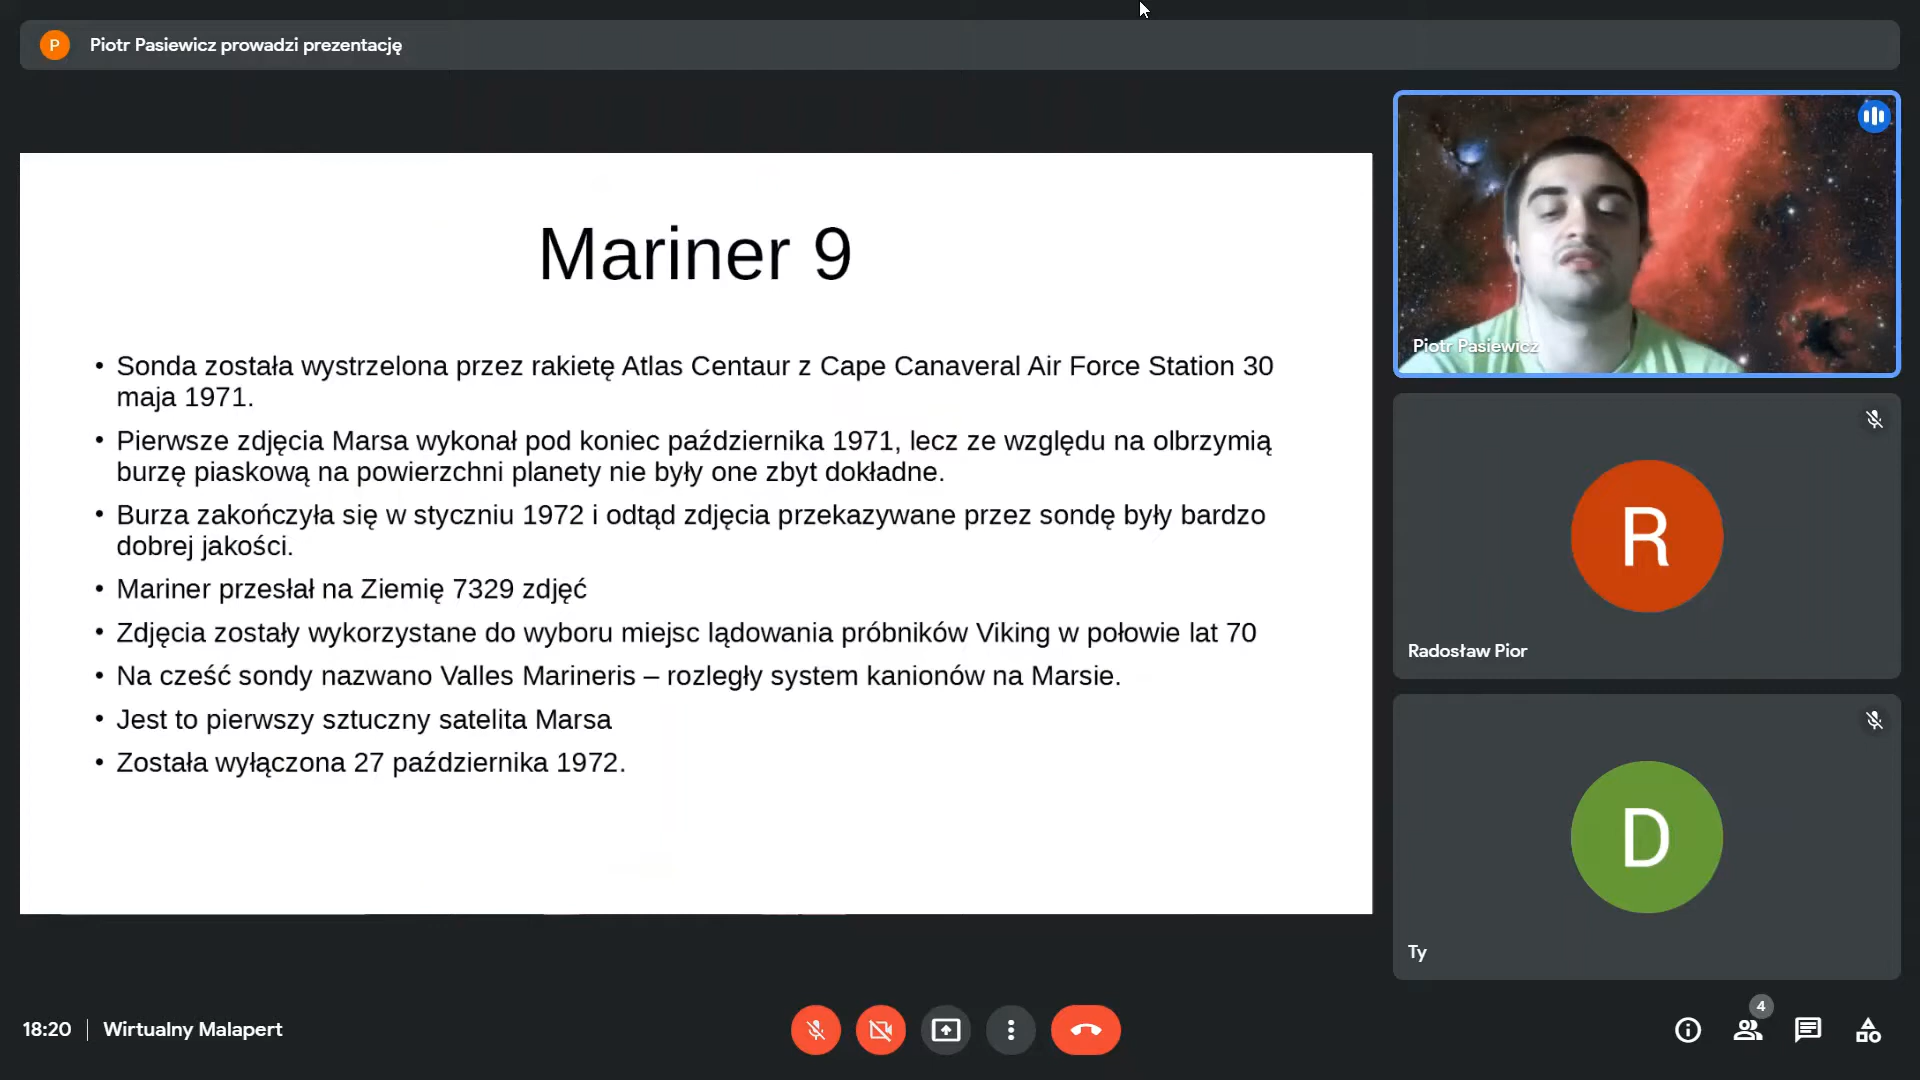 P
Piotr Pasiewicz prowadzi prezentację
Mariner 9
• Sonda została wystrzelona przez rakietę Atlas Centaur z Cape Canaveral Air Force Station 30
maja 1971.
• Pierwsze zdjęcia Marsa wykonał pod koniec października 1971, lecz ze względu na olbrzymią
burzę piaskową na powierzchni planety nie były one zbyt dokładne.
• Burza zakończyła się w styczniu 1972 i odtąd zdjęcia przekazywane przez sondę były bardzo
dobrej jakości.
• Mariner przesłał na Ziemię 7329 zdjęć
• Zdjęcia zostały wykorzystane do wyboru miejsc lądowania próbników Viking w połowie lat 70
• Na cześć sondy nazwano Valles Marineris – rozległy system kanionów na Marsie.
• Jest to pierwszy sztuczny satelita Marsa
• Została wyłączona 27 października 1972.
Piotr Pasiewicz
R
Radosław Pior
D
Ty
18:20 | Wirtualny Malapert
4